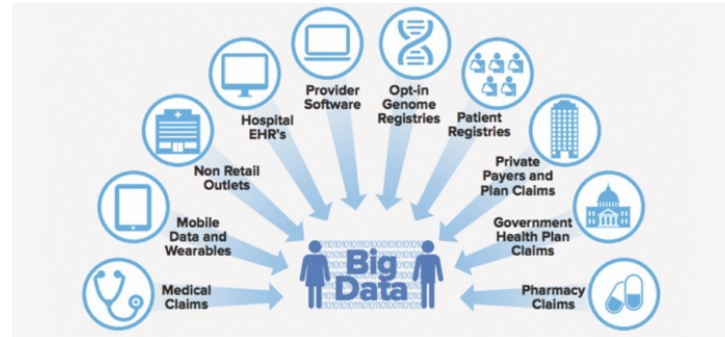 Provider
Software
Opt-in
Genome
Registries
Hospital
EHR's
Patient
Registries
Non Retail
Outlets
Private
Payers and
Plan Claims
Mobile
Data and
Wearables
Government
Health Plan
Claims
Medical
Claims
Big
Data
Pharmacy
Claims